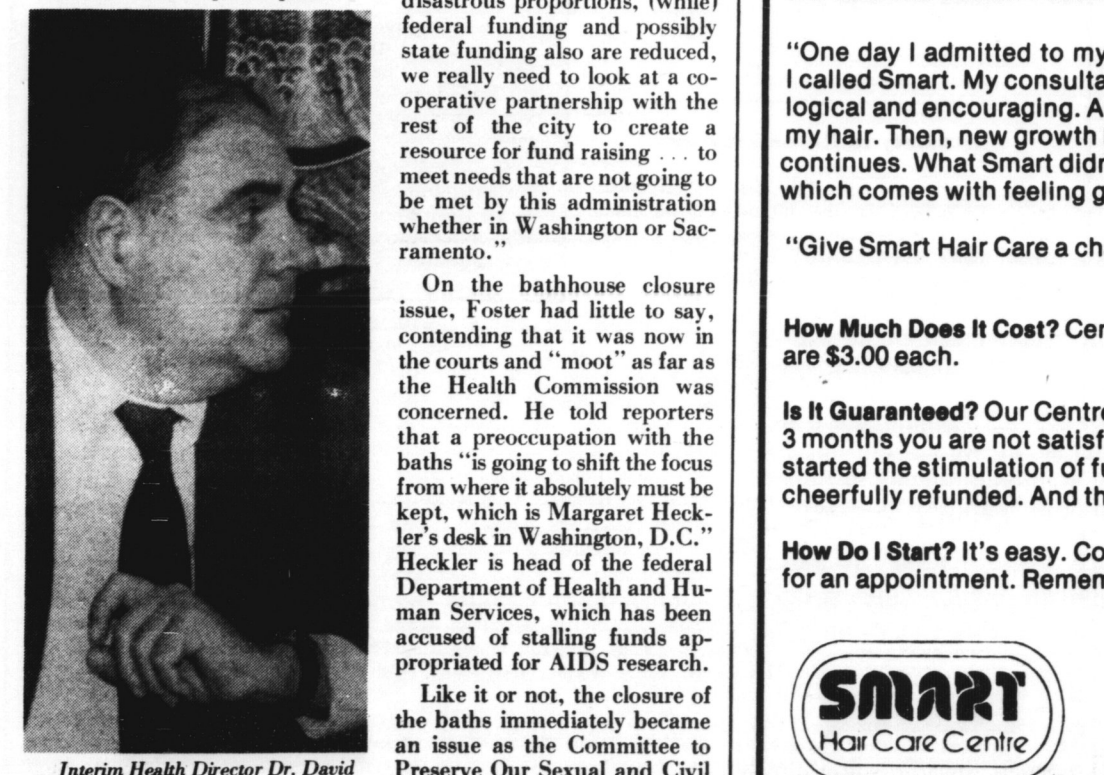 Interim Health Director Dr. David
disastrous proportions, (while)
federal funding and possibly
state funding also are reduced,
we really need to look at a co-
operative partnership with the
rest of the city to create a
resource for fund raising . . . to
meet needs that are not going to
be met by this administration
whether in Washington or Sac-
ramento.”
On the bathhouse closure
issue, Foster had little to say,
contending that it was now in
the courts and “moot” as far as
the Health Commission was
concerned. He told reporters
that a preoccupation with the
baths “is going to shift the focus
from where it absolutely must be
kept, which is Margaret Heck-
ler’s desk in Washington, D.C.”
Heckler is head of the federal
Department of Health and Hu-
man Services, which has been
accused of stalling funds ap-
propriated for AIDS research.
Like it or not, the closure of
the baths immediately became
an issue as the Committee to
Preserve Our Sexual and Civil
“One day I admitted to my
I called Smart. My consulta
logical and encouraging. A
my hair. Then, new growth
continues. What Smart didn
which comes with feeling g
“Give Smart Hair Care a ch
How Much Does It Cost? Cen
are $3.00 each.
Is It Guaranteed? Our Centre
3 months you are not satisf
started the stimulation of fu
cheerfully refunded. And th
How Do I Start? It’s easy. Co
for an appointment. Remem
SMART
Hair Care Centre